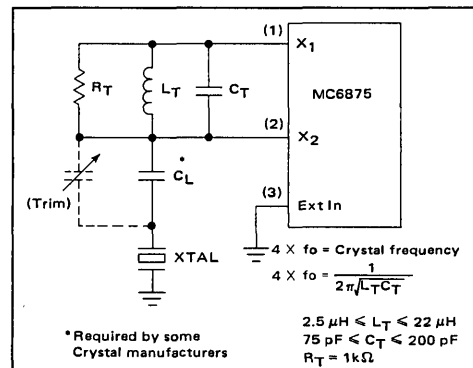 (1)
X1
RT
LT
CT
MC6875
(2)
X2
*
CL
(Trim)
(3)
Ext In
XTAL
4 X fo = Crystal frequency
4 X fo = 1 / 2π√LTCT
*Required by some
Crystal manufacturers
2.5 μH ≤ LT ≤ 22 μH
75 pF ≤ CT ≤ 200 pF
RT = 1kΩ